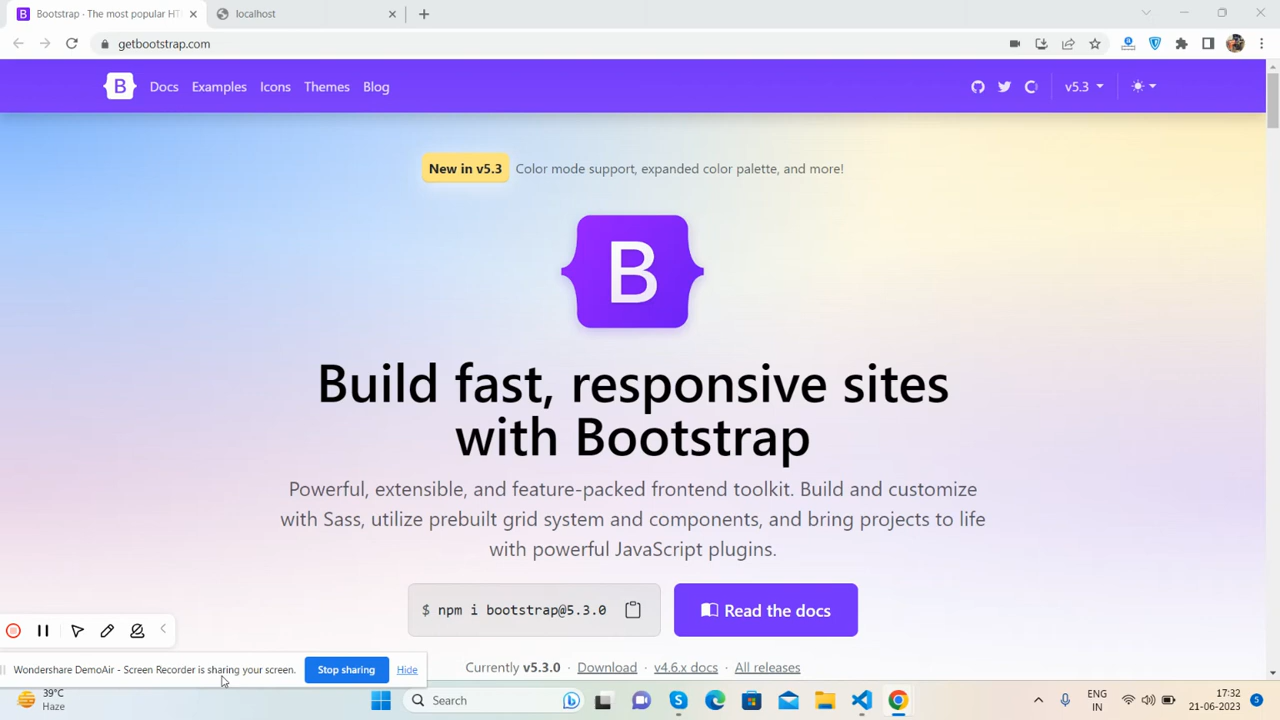 Bootstrap - The most popular HT
localhost
getbootstrap.com
B Docs Examples Icons Themes Blog v5.3
New in v5.3 Color mode support, expanded color palette, and more!
B
Build fast, responsive sites
with Bootstrap
Powerful, extensible, and feature-packed frontend toolkit. Build and customize
with Sass, utilize prebuilt grid system and components, and bring projects to life
with powerful JavaScript plugins.
$ npm i bootstrap@5.3.0 Read the docs
Currently v5.3.0 · Download · v4.6.x docs · All releases
Wondershare DemoAir - Screen Recorder is sharing your screen. Stop sharing Hide
39°C
Haze
Search
ENG
IN
17:32
21-06-2023
5